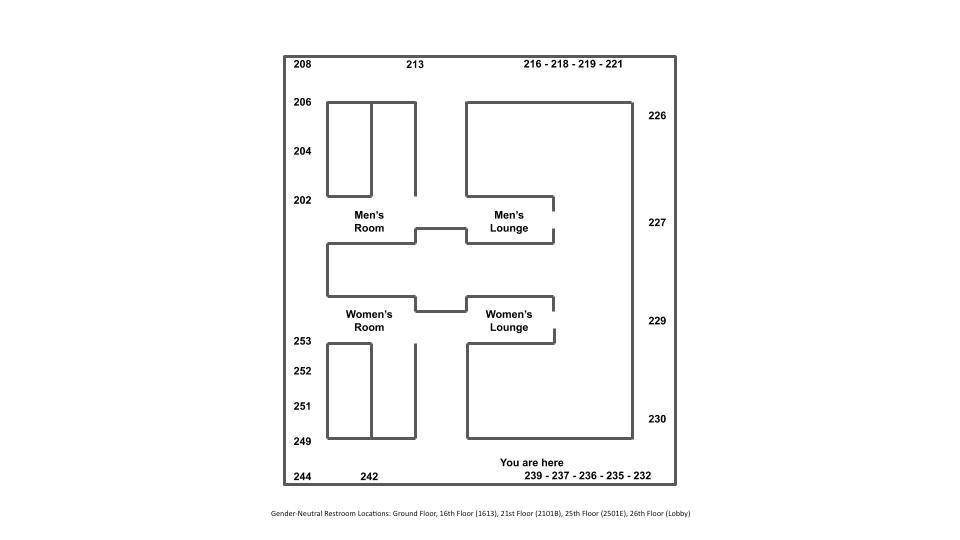 208 213 216 - 218 - 219 - 221
206
226
204
202
Men's
Room
Men's
Lounge
227
Women's
Room
Women's
Lounge
229
253
252
251
230
249
You are here
244 242 239 - 237 - 236 - 235 - 232
Gender-Neutral Restroom Locations: Ground Floor, 16th Floor (1613), 21st Floor (2101B), 25th Floor (2501E), 26th Floor (Lobby)